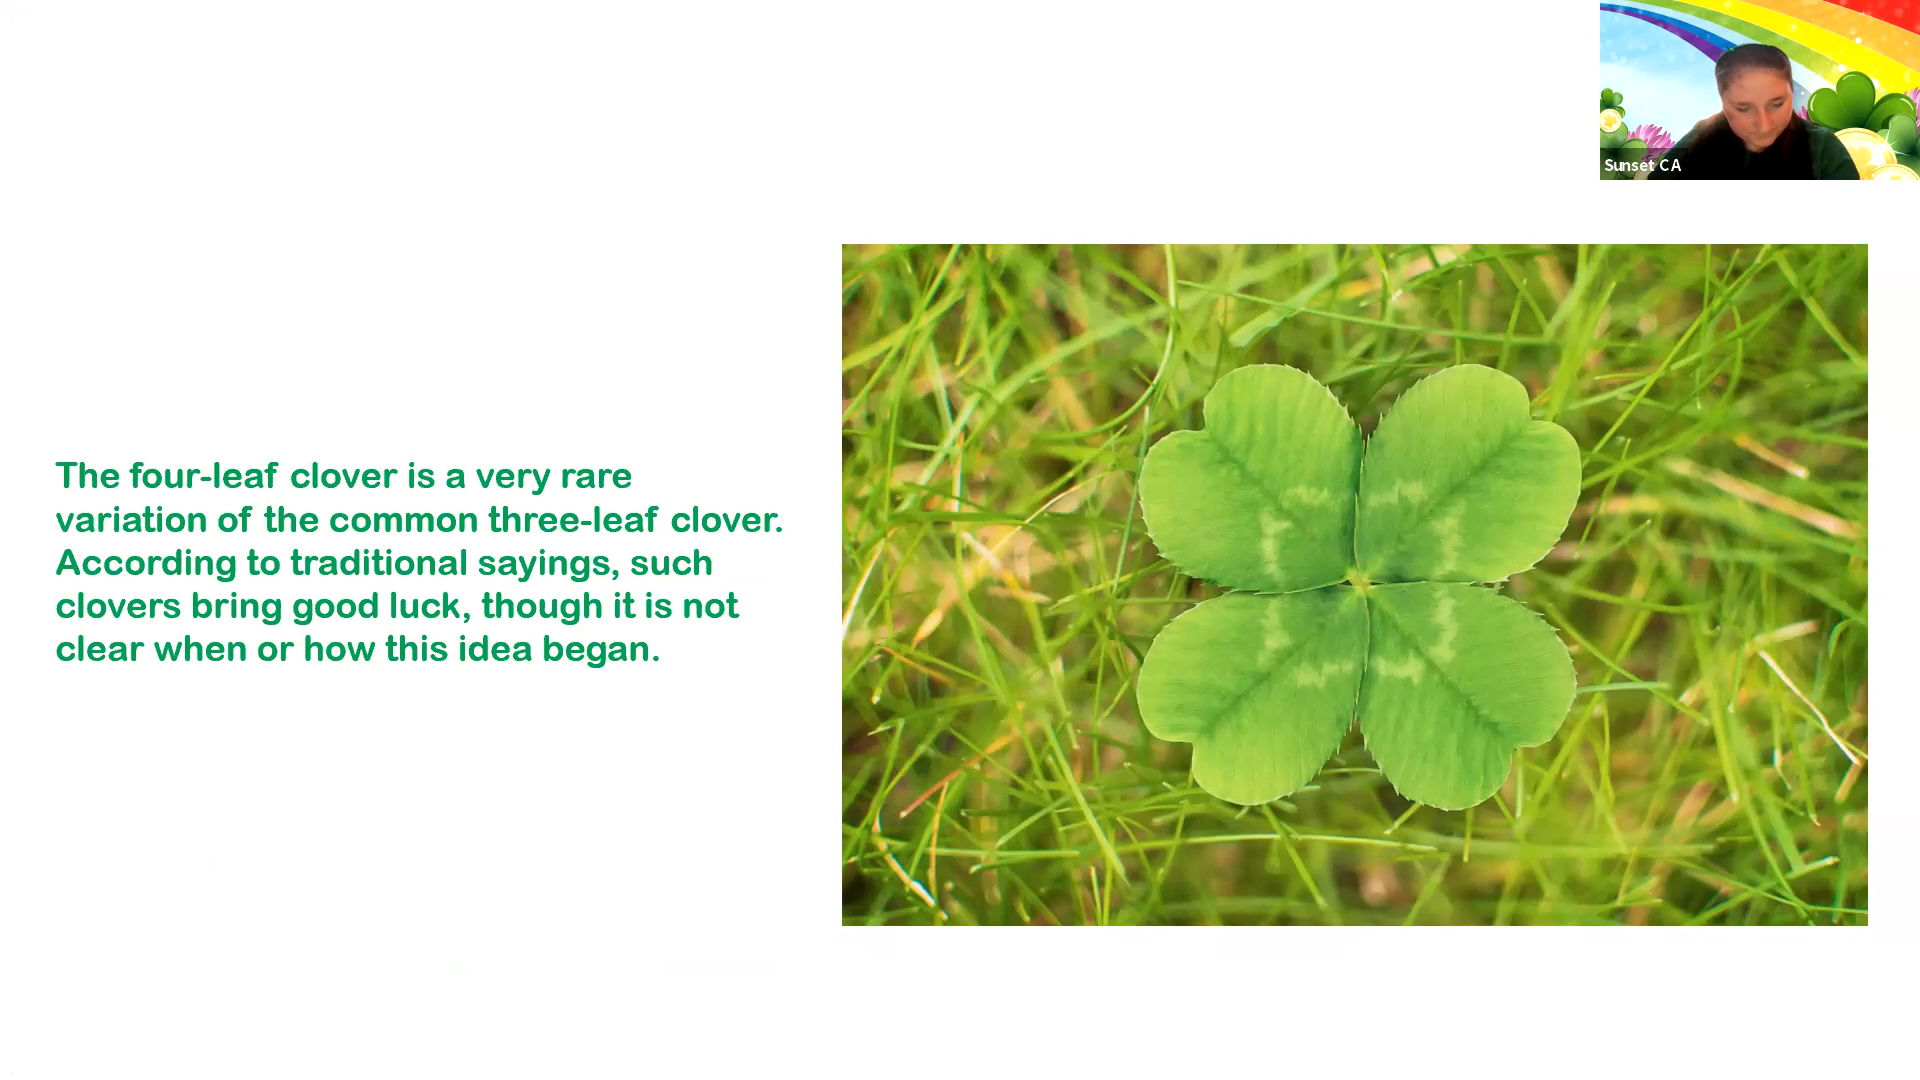 Sunset CA
The four-leaf clover is a very rare
variation of the common three-leaf clover.
According to traditional sayings, such
clovers bring good luck, though it is not
clear when or how this idea began.